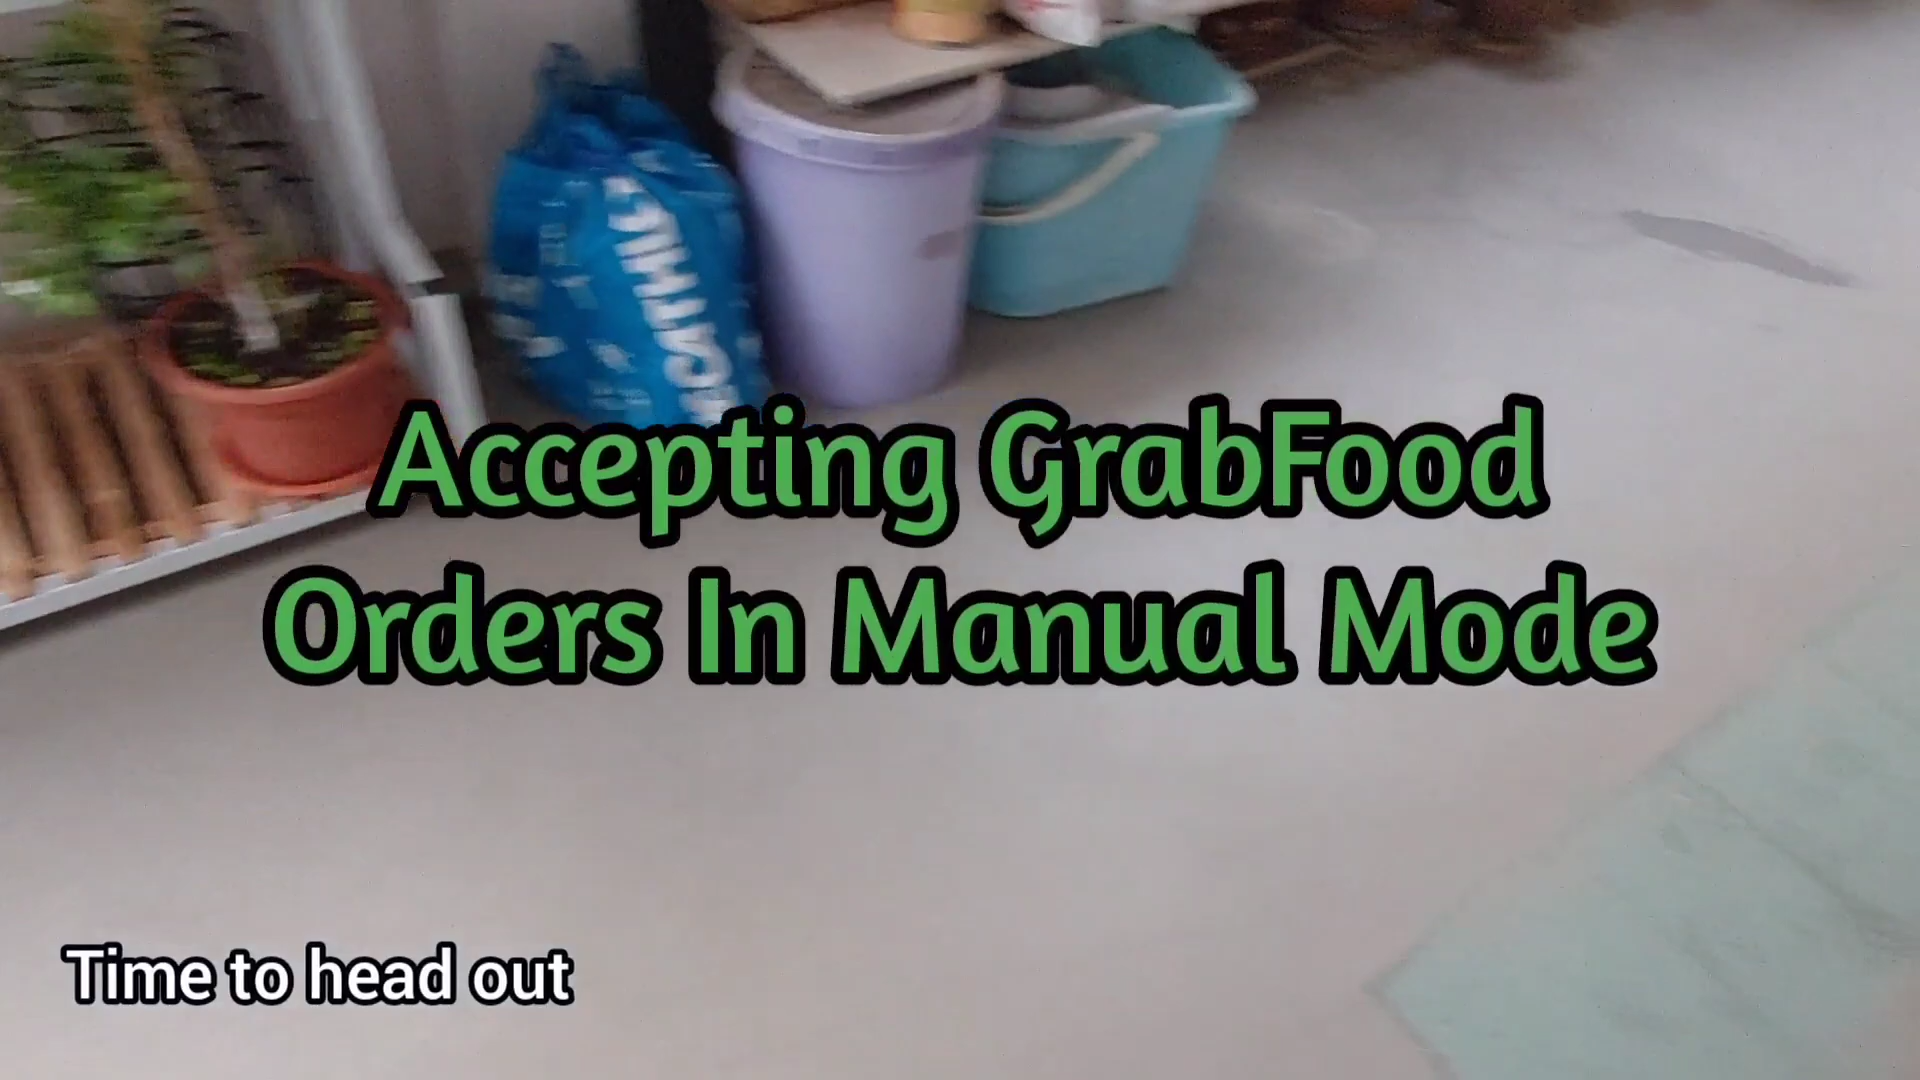 Accepting GrabFood
Orders In Manual Mode
Time to head out